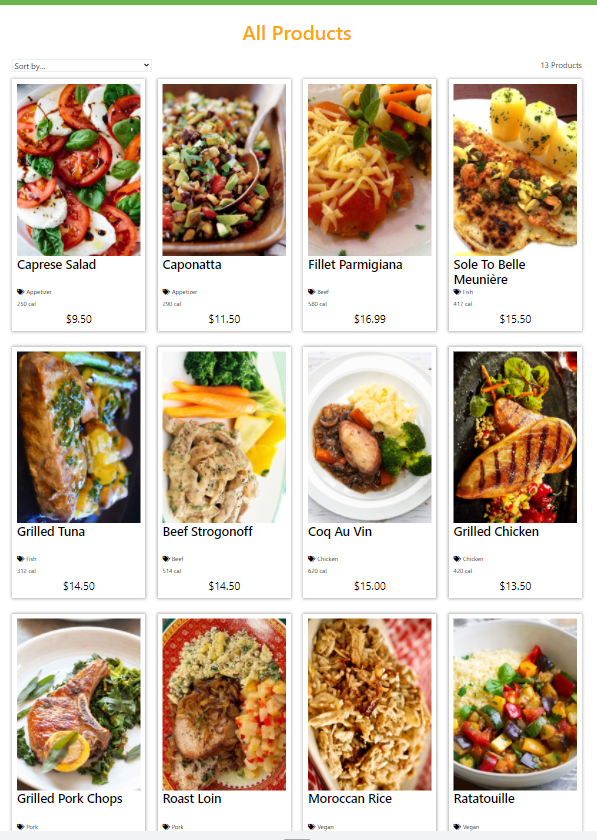 All Products
Sort by...
13 Products
Caprese Salad
Appetizer
250 cal
$9.50
Caponatta
Appetizer
290 cal
$11.50
Fillet Parmigiana
Beef
580 cal
$16.99
Sole To Belle
Meunière
Fish
417 cal
$15.50
Grilled Tuna
Fish
312 cal
$14.50
Beef Strogonoff
Beef
514 cal
$14.50
Coq Au Vin
Chicken
620 cal
$15.00
Grilled Chicken
Chicken
420 cal
$13.50
Grilled Pork Chops
Pork
Roast Loin
Pork
Moroccan Rice
Vegan
Ratatouille
Vegan